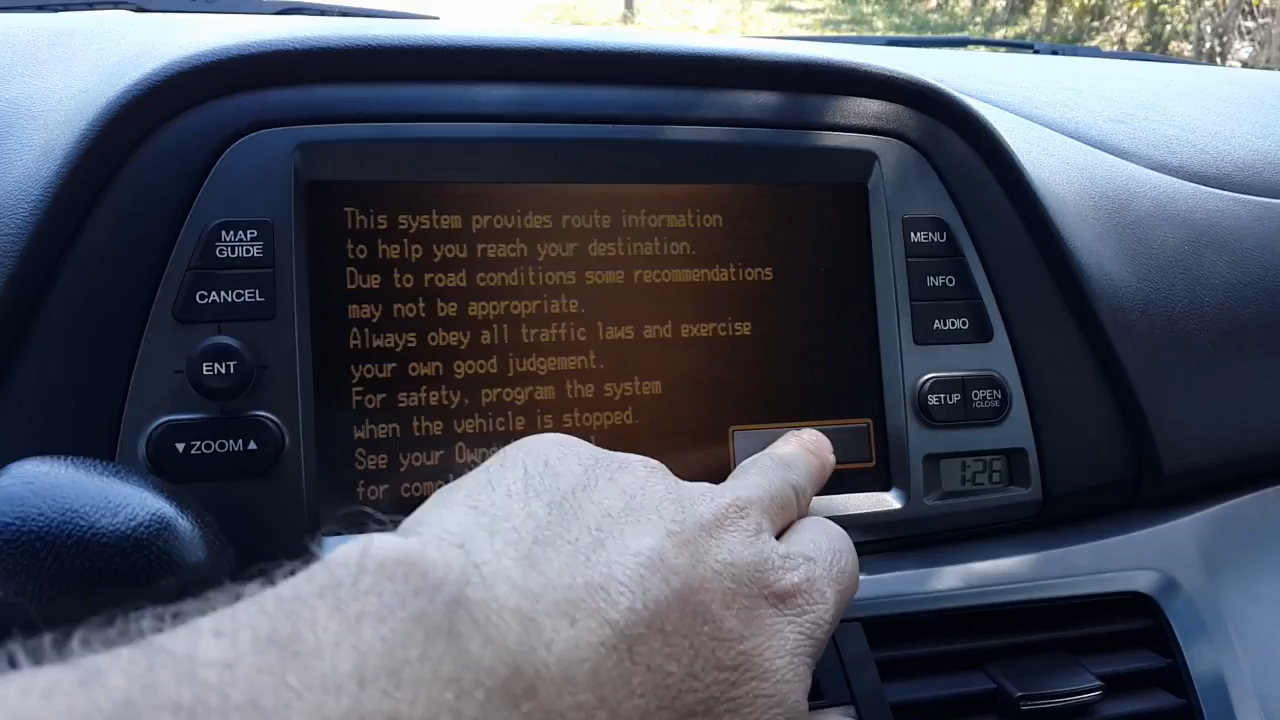 This system provides route information
to help you reach your destination.
Due to road conditions some recommendations
may not be appropriate.
Always obey all traffic laws and exercise
your own good judgement.
For safety, program the system
when the vehicle is stopped.
See your
for
MAP
GUIDE
CANCEL
ENT
▼ ZOOM ▲
MENU
INFO
AUDIO
SET UP
OPEN
/CLOSE
1:26